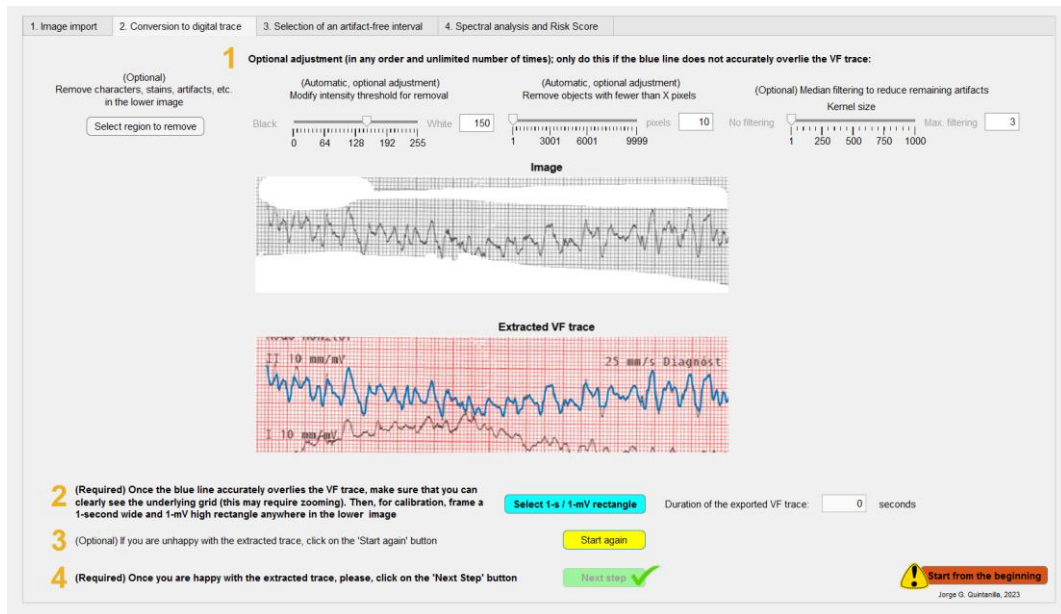 1. Image import
2. Conversion to digital trace
3. Selection of an artifact-free interval
4. Spectral analysis and Risk Score
1
Optional adjustment (in any order and unlimited number of times); only do this if the blue line does not accurately overlie the VF trace:
(Optional)
Remove characters, stains, artifacts, etc.
in the lower image
Select region to remove
(Automatic, optional adjustment)
Modify intensity threshold for removal
Black
White
150
0 64 128 192 255
(Automatic, optional adjustment)
Remove objects with fewer than X pixels
pixels
10
1 3001 6001 9999
(Optional) Median filtering to reduce remaining artifacts
Kernel size
No filtering
Max. filtering
3
1 250 500 750 1000
Image
Extracted VF trace
II 10 mm/mV
25 mm/s Diagnóst
I 10 mm/mV
2
(Required) Once the blue line accurately overlies the VF trace, make sure that you can
clearly see the underlying grid (this may require zooming). Then, for calibration, frame a
1-second wide and 1-mV high rectangle anywhere in the lower image
Select 1-s / 1-mV rectangle
Duration of the exported VF trace:
0
seconds
3
(Optional) If you are unhappy with the extracted trace, click on the 'Start again' button
Start again
4
(Required) Once you are happy with the extracted trace, please, click on the 'Next Step' button
Next step
Start from the beginning
Jorge G. Quintanilla, 2023